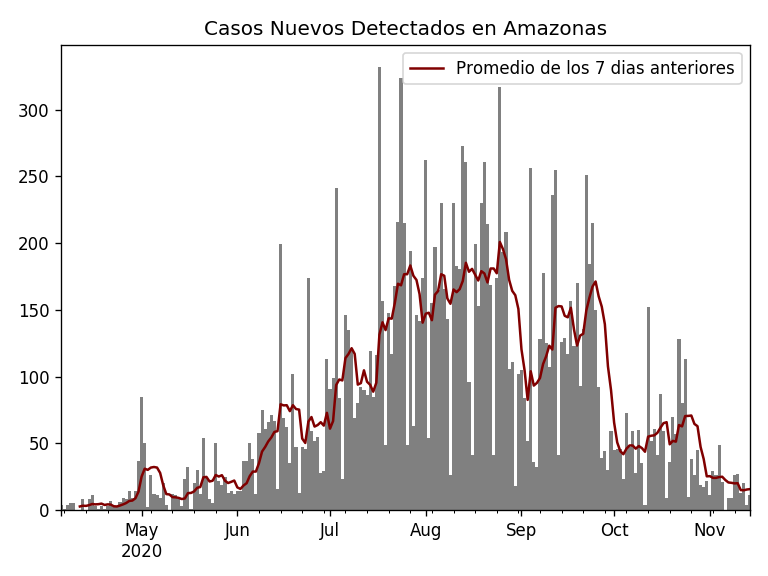 Casos Nuevos Detectados en Amazonas
Promedio de los 7 dias anteriores
300
250
200
150
100
50
0
May Jun Jul Aug Sep Oct Nov
2020